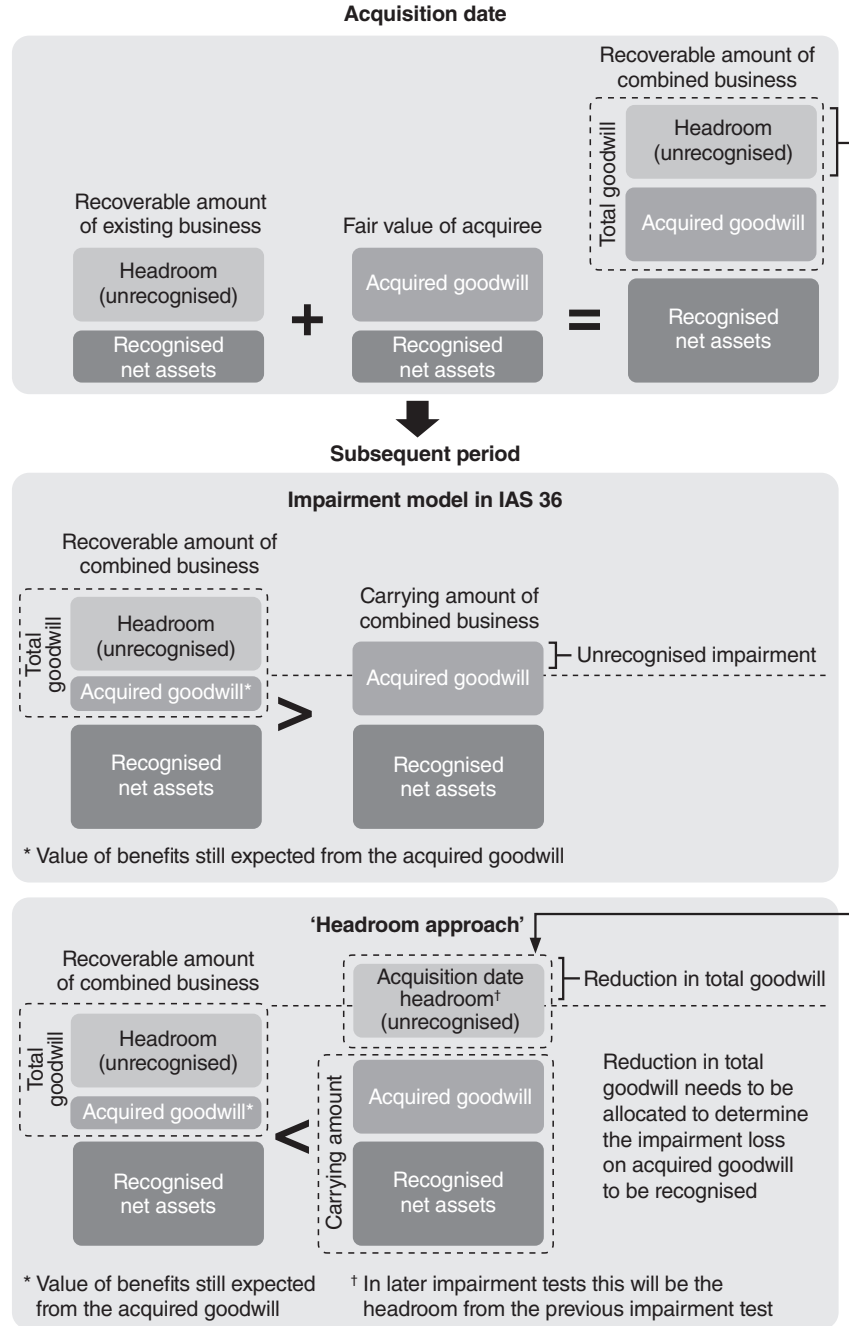 Acquisition date
Recoverable amount of
combined business
Total goodwill
Headroom
(unrecognised)
Acquired goodwill
Recognised
net assets
Recoverable amount
of existing business
Headroom
(unrecognised)
Recognised
net assets
+
Fair value of acquiree
Acquired goodwill
Recognised
net assets
=
Subsequent period
Impairment model in IAS 36
Recoverable amount of
combined business
Total
goodwill
Headroom
(unrecognised)
Acquired goodwill*
Recognised
net assets
>
Carrying amount of
combined business
Acquired goodwill
Recognised
net assets
Unrecognised impairment
* Value of benefits still expected from the acquired goodwill
‘Headroom approach’
Recoverable amount
of combined business
Total
goodwill
Headroom
(unrecognised)
Acquired goodwill*
Recognised
net assets
<
Acquisition date
headroom†
(unrecognised)
Carrying amount
Acquired goodwill
Recognised
net assets
Reduction in total goodwill
Reduction in total
goodwill needs to be
allocated to determine
the impairment loss
on acquired goodwill
to be recognised
* Value of benefits still expected
from the acquired goodwill
† In later impairment tests this will be the
headroom from the previous impairment test